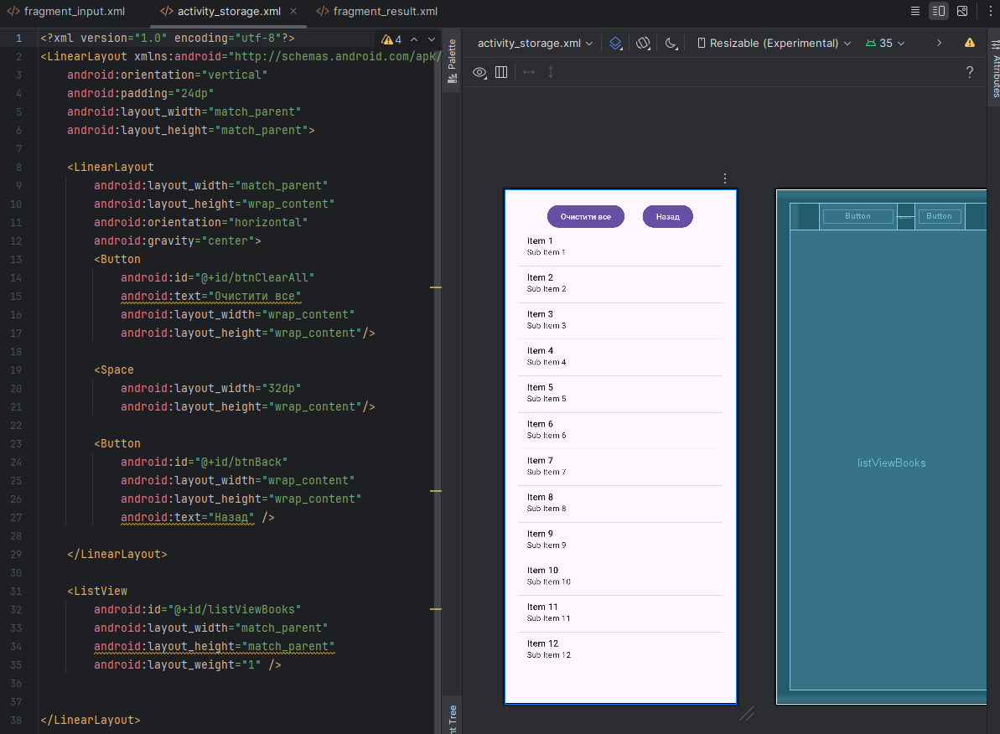 </> fragment_input.xml </> activity_storage.xml × </> fragment_result.xml
1 <?xml version="1.0" encoding="utf-8"?>
4
2 <LinearLayout xmlns:android="http://schemas.android.com/apk/
3 android:orientation="vertical"
4 android:padding="24dp"
5 android:layout_width="match_parent"
6 android:layout_height="match_parent">
7
8 <LinearLayout
9 android:layout_width="match_parent"
10 android:layout_height="wrap_content"
11 android:orientation="horizontal"
12 android:gravity="center">
13 <Button
14 android:id="@+id/btnClearAll"
15 android:text="Очистити все"
16 android:layout_width="wrap_content"
17 android:layout_height="wrap_content"/>
18
19 <Space
20 android:layout_width="32dp"
21 android:layout_height="wrap_content"/>
22
23 <Button
24 android:id="@+id/btnBack"
25 android:layout_width="wrap_content"
26 android:layout_height="wrap_content"
27 android:text="Назад" />
28
29 </LinearLayout>
30
31 <ListView
32 android:id="@+id/listViewBooks"
33 android:layout_width="match_parent"
34 android:layout_height="match_parent"
35 android:layout_weight="1" />
36
37
38 </LinearLayout>
Palette
nt Tree
activity_storage.xml Resizable (Experimental) 35
?
Attributes
Очистити все Назад
Item 1
Sub Item 1
Item 2
Sub Item 2
Item 3
Sub Item 3
Item 4
Sub Item 4
Item 5
Sub Item 5
Item 6
Sub Item 6
Item 7
Sub Item 7
Item 8
Sub Item 8
Item 9
Sub Item 9
Item 10
Sub Item 10
Item 11
Sub Item 11
Item 12
Sub Item 12
Button Button
listViewBooks